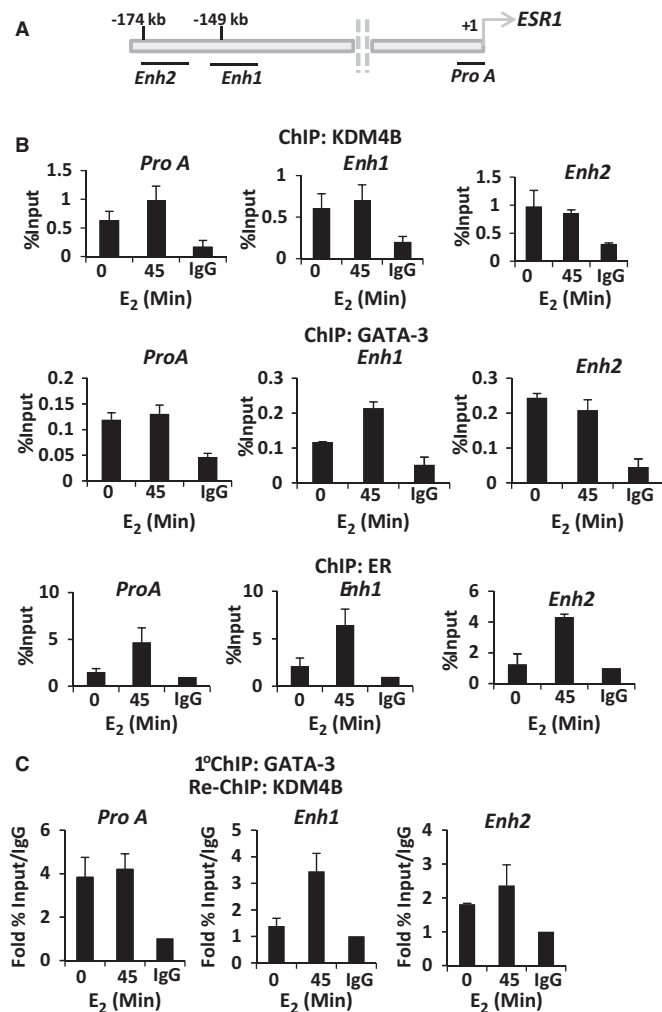 A
-174 kb
-149 kb
+1
ESR1
Enh2
Enh1
Pro A
B
ChIP: KDM4B
Pro A
Enh1
Enh2
%Input
1.5
1
0.5
0
0 45 IgG
E2 (Min)
%Input
1
0.5
0
0 45 IgG
E2 (Min)
%Input
1.5
1
0.5
0
0 45 IgG
E2 (Min)
ChIP: GATA-3
ProA
Enh1
Enh2
%Input
0.2
0.15
0.1
0.05
0
0 45 IgG
E2 (Min)
%Input
0.3
0.2
0.1
0
0 45 IgG
E2 (Min)
%Input
0.3
0.2
0.1
0
0 45 IgG
E2 (Min)
ChIP: ER
ProA
Enh1
Enh2
%Input
10
5
0
0 45 IgG
E2 (Min)
%Input
10
5
0
0 45 IgG
E2 (Min)
%Input
6
4
2
0
0 45 IgG
E2 (Min)
C
1°ChIP: GATA-3
Re-ChIP: KDM4B
Pro A
Enh1
Enh2
Fold % Input/IgG
6
4
2
0
0 45 IgG
E2 (Min)
Fold % Input/IgG
5
4
3
2
1
0
0 45 IgG
E2 (Min)
Fold % Input/IgG
4
3
2
1
0
0 45 IgG
E2 (Min)